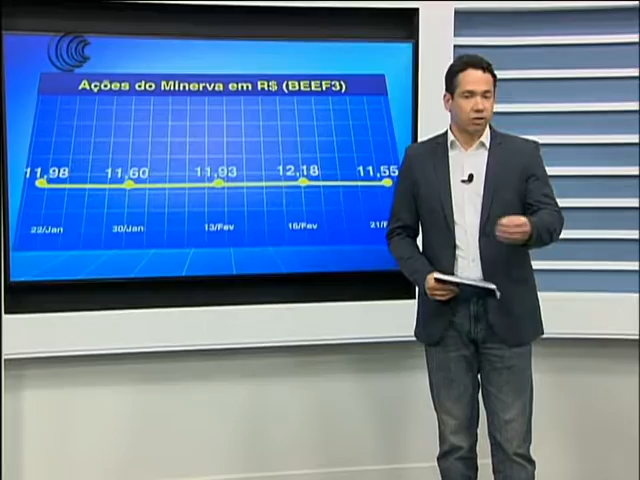 Ações do Minerva em R$ (BEEF3)
11,98 11,60 11,93 12,18 11,55
22/Jan 30/Jan 13/Fev 16/Fev 21/